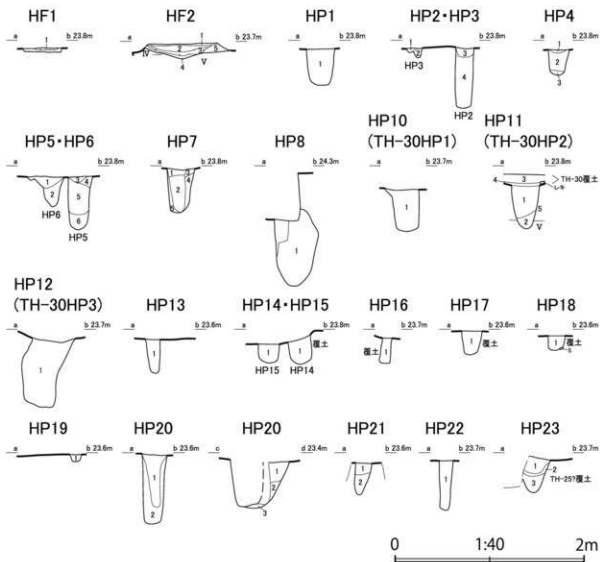 HF1 HF2 HP1 HP2・HP3 HP4
a b 23.8m a b 23.7m a b 23.8m a b 23.8m a b 23.8m
1 1 2 3 5 Ⅳ 4 Ⅴ 1 1 2 3 4 1 2 3
HP3 HP2
HP5・HP6 HP7 HP8 HP10 HP11
(TH-30HP1) (TH-30HP2)
a b 23.8m a b 23.8m a b 24.3m a b 23.7m a b 23.8m
1 2 3 4 5 6 1 2 3 4 1 1 4 3 TH-30覆土
レキ
1 5 2 Ⅴ
HP6 HP5
HP12 HP13 HP14・HP15 HP16 HP17 HP18
(TH-30HP3)
a b 23.7m a b 23.6m a b 23.8m a b 23.7m a b 23.6m a b 23.6m
1 1 1 1 覆土 覆土 1 1 覆土 1 S
HP15 HP14
HP19 HP20 HP20 HP21 HP22 HP23
a b 23.6m a b 23.6m c d 23.4m a b 23.6m a b 23.7m a b 23.7m
1 1 2 1 2 3 1 2 1 1 2 3
TH-25?覆土
0 1:40 2m